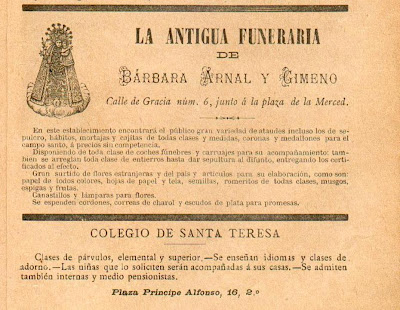 LA ANTIGUA FUNERARIA
DE
BÁRBARA ARNAL Y GIMENO
Calle de Gracia núm. 6, junto á la plaza de la Merced.
En este establecimiento encontrará el público gran variedad de ataudes incluso los de se-
pulcro, hábitos, mortajas y cajitas de todas clases y medidas, coronas y medallones para el
campo santo, á precios sin competencia.
Disponiendo de toda clase de coches fúnebres y carruajes para su acompañamiento: tam-
bien se arreglan toda clase de entierros hasta dar sepultura al difunto, entregando los certi-
ficados al efecto.
Gran surtido de flores estranjeras y del pais y artículos para su elaboración, como son:
papel de todos colores, hojas de papel y tela, semillas, romeritos de todas clases, musgos,
espigas y frutas.
Canastillos y lámparas para flores.
Se espenden cordones, correas de charol y escudos de plata para promesas.
COLEGIO DE SANTA TERESA
Clases de párvulos, elemental y superior.—Se enseñan idiomas y clases de
adorno.—Las niñas que lo soliciten serán acompañadas á sus casas.—Se admiten
también internas y medio pensionistas.
Plaza Príncipe Alfonso, 16, 2.º